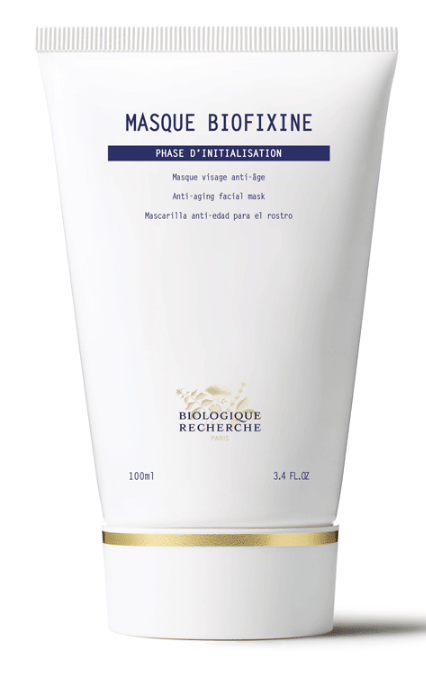 MASQUE BIOFIXINE
PHASE D'INITIALISATION
Masque visage anti-âge
Anti-aging facial mask
Mascarilla anti-edad para el rostro
BIOLOGIQUE
RECHERCHE
PARIS
100ml 3.4 FL.OZ